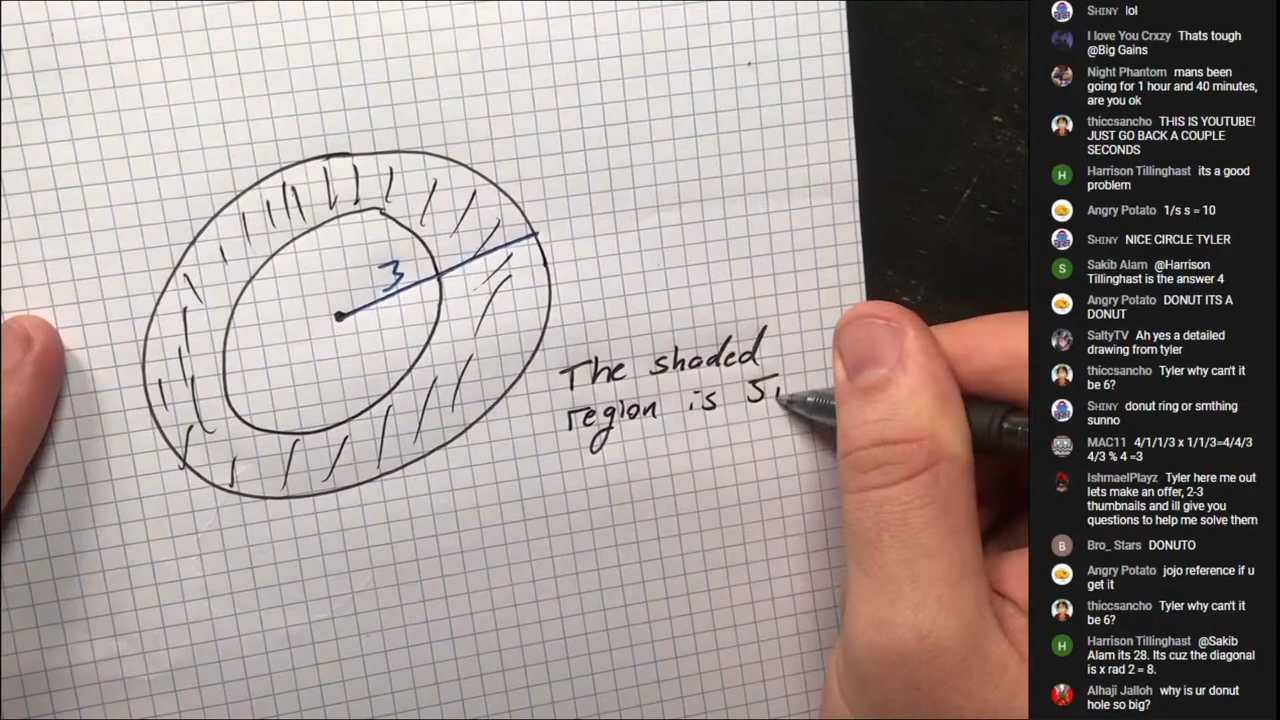 3
The shaded
region is 5
SHINY lol
I love You Crxzy Thats tough
@Big Gains
Night Phantom mans been
going for 1 hour and 40 minutes,
are you ok
thiccsancho THIS IS YOUTUBE!
JUST GO BACK A COUPLE
SECONDS
H Harrison Tillinghast its a good
problem
Angry Potato 1/s s = 10
SHINY NICE CIRCLE TYLER
S Sakib Alam @Harrison
Tillinghast is the answer 4
Angry Potato DONUT ITS A
DONUT
SaltyTV Ah yes a detailed
drawing from tyler
thiccsancho Tyler why can't it
be 6?
SHINY donut ring or smthing
sunno
MAC11 4/1/1/3 x 1/1/3=4/4/3
4/3 % 4 =3
IshmaelPlayz Tyler here me out
lets make an offer, 2-3
thumbnails and ill give you
questions to help me solve them
B Bro_ Stars DONUTO
Angry Potato jojo reference if u
get it
thiccsancho Tyler why can't it
be 6?
H Harrison Tillinghast @Sakib
Alam its 28. Its cuz the diagonal
is x rad 2 = 8.
Alhaji Jalloh why is ur donut
hole so big?